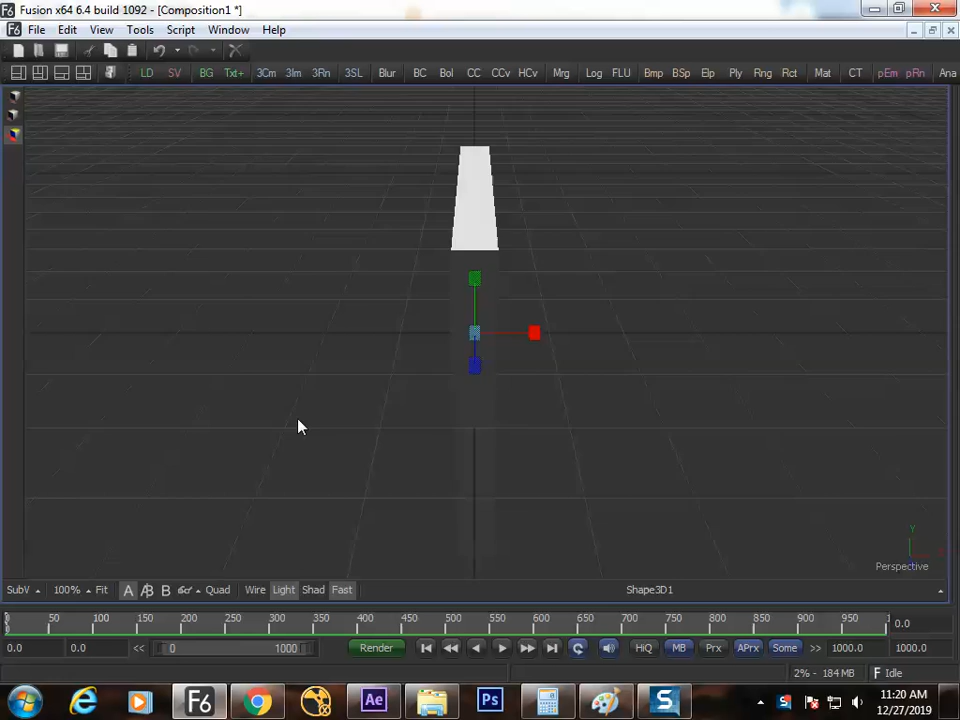 Fusion x64 6.4 build 1092 - [Composition1 *]
File Edit View Tools Script Window Help
LD SV BG Txt+ 3Cm 3Im 3Rn 3SL Blur BC Bol CC CCv HCv Mrg Log FLU Bmp BSp Elp Ply Rng Rct Mat CT pEm pRn Ana
Y
Perspective
SubV 100% Fit A B Quad Wire Light Shad Fast Shape3D1
0 50 100 150 200 250 300 350 400 450 500 550 600 650 700 750 800 850 900 950 0.0
0.0 0.0 << 0 1000 Render HiQ MB Prx APrx Some >> 1000.0 1000.0
2% - 184 MB Idle
F6 Ae Ps S
11:20 AM
12/27/2019